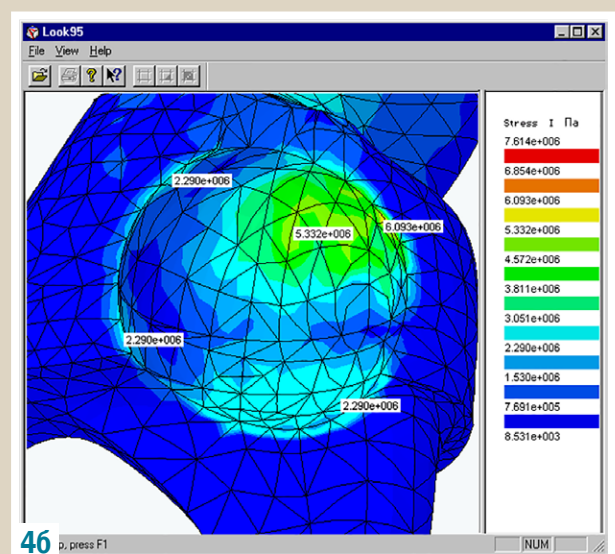 Look95
File View Help
2.290e+006
5.332e+006
6.093e+006
2.290e+006
2.290e+006
Stress I Па
7.614e+006
6.854e+006
6.093e+006
5.332e+006
4.572e+006
3.811e+006
3.051e+006
2.290e+006
1.530e+006
7.691e+005
8.531e+003
4б
p, press F1
NUM